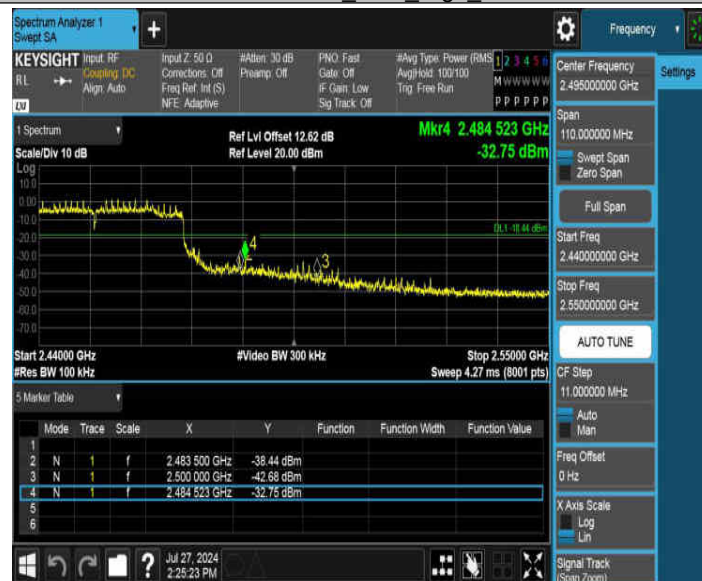 Spectrum Analyzer 1
Swept SA
+
Frequency
KEYSIGHT
RL
Input: RF
Coupling: DC
Align: Auto
Input Z: 50 Ω
Corrections: Off
Freq Ref: Int (S)
NFE: Adaptive
#Atten: 30 dB
Preamp: Off
PNO: Fast
Gate: Off
IF Gain: Low
Sig Track: Off
#Avg Type: Power (RMS
Avg|Hold: 100/100
Trig: Free Run
1 2 3 4 5 6
M W W W W W
P P P P P P
1 Spectrum
Scale/Div 10 dB
Ref Lvl Offset 12.62 dB
Ref Level 20.00 dBm
Mkr4 2.484 523 GHz
-32.75 dBm
Log
10.0
0.00
-10.0
-20.0
-30.0
-40.0
-50.0
-60.0
-70.0
DL1 -18.44 dBm
4
3
Start 2.44000 GHz
#Res BW 100 kHz
#Video BW 300 kHz
Stop 2.55000 GHz
Sweep 4.27 ms (8001 pts)
5 Marker Table
Mode Trace Scale X Y Function Function Width Function Value
1
2 N 1 f 2.483 500 GHz -38.44 dBm
3 N 1 f 2.500 000 GHz -42.68 dBm
4 N 1 f 2.484 523 GHz -32.75 dBm
5
6
?
Jul 27, 2024
2:25:23 PM
Center Frequency
2.495000000 GHz
Settings
Span
110.000000 MHz
Swept Span
Zero Span
Full Span
Start Freq
2.440000000 GHz
Stop Freq
2.550000000 GHz
AUTO TUNE
CF Step
11.000000 MHz
Auto
Man
Freq Offset
0 Hz
X Axis Scale
Log
Lin
Signal Track
(Span Zoom)